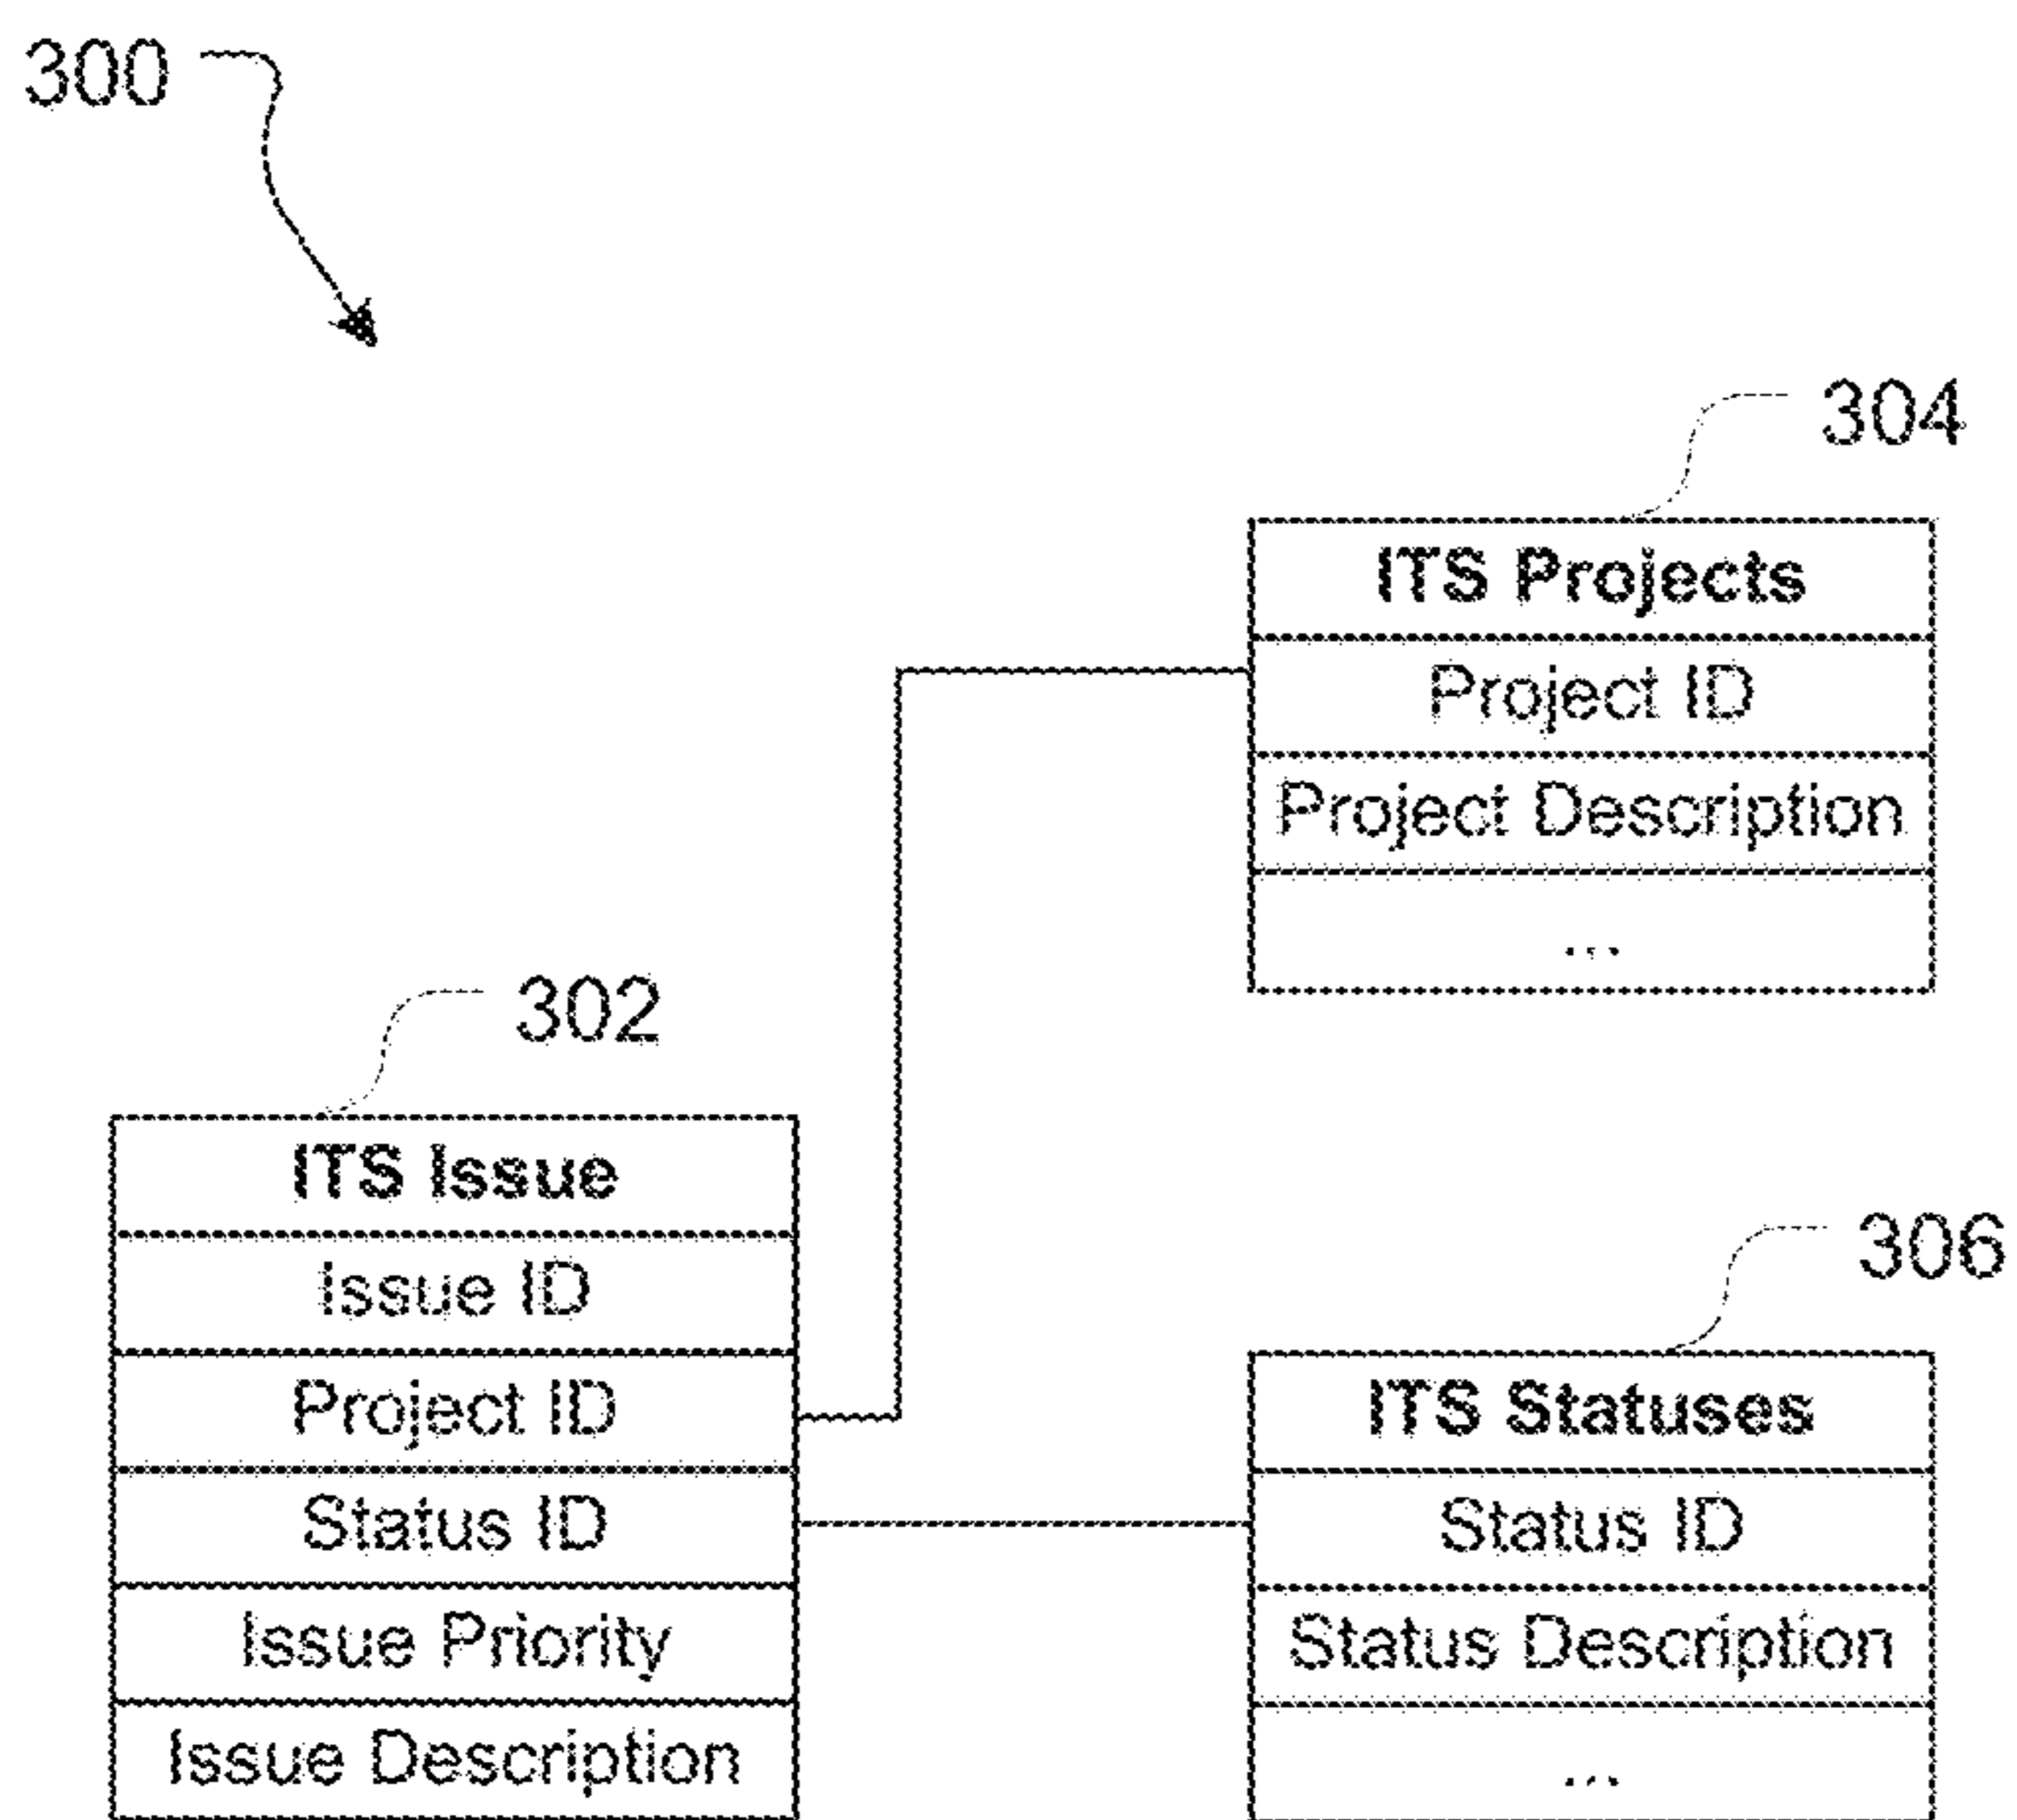 300
304
ITS Projects
Project ID
Project Description
...
302
ITS Issue
Issue ID
Project ID
Status ID
Issue Priority
Issue Description
306
ITS Statuses
Status ID
Status Description
...